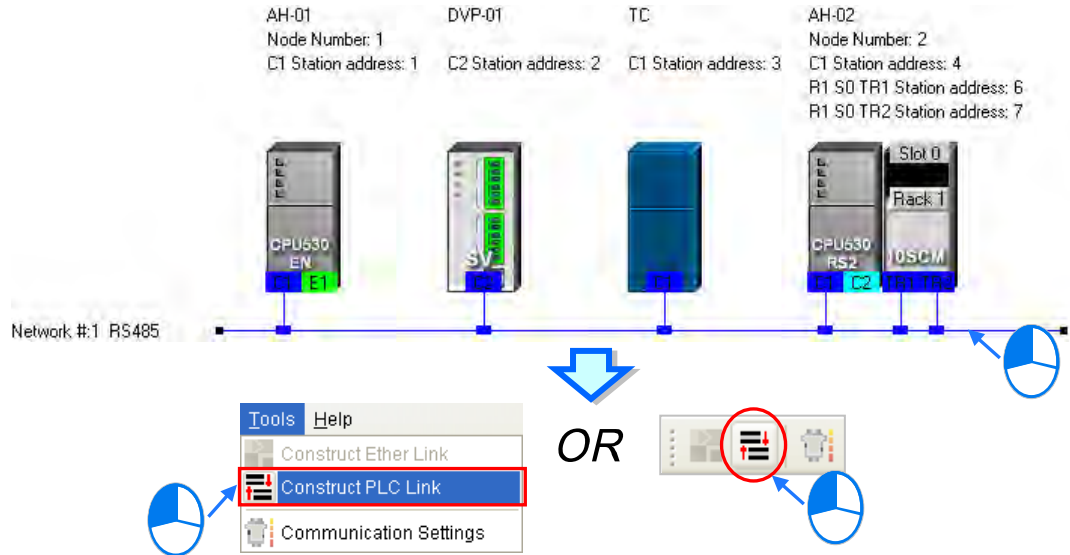 AH-01
Node Number: 1
C1 Station address: 1
DVP-01
C2 Station address: 2
TC
C1 Station address: 3
AH-02
Node Number: 2
C1 Station address: 4
R1 S0 TR1 Station address: 6
R1 S0 TR2 Station address: 7
CPU530
EN
C1 E1
SV
C2
C1
CPU530
RS2
C1 C2
Slot 0
Rack 1
10SCM
TR1 TR2
Network #:1 RS485
Tools Help
Construct Ether Link
Construct PLC Link
Communication Settings
OR